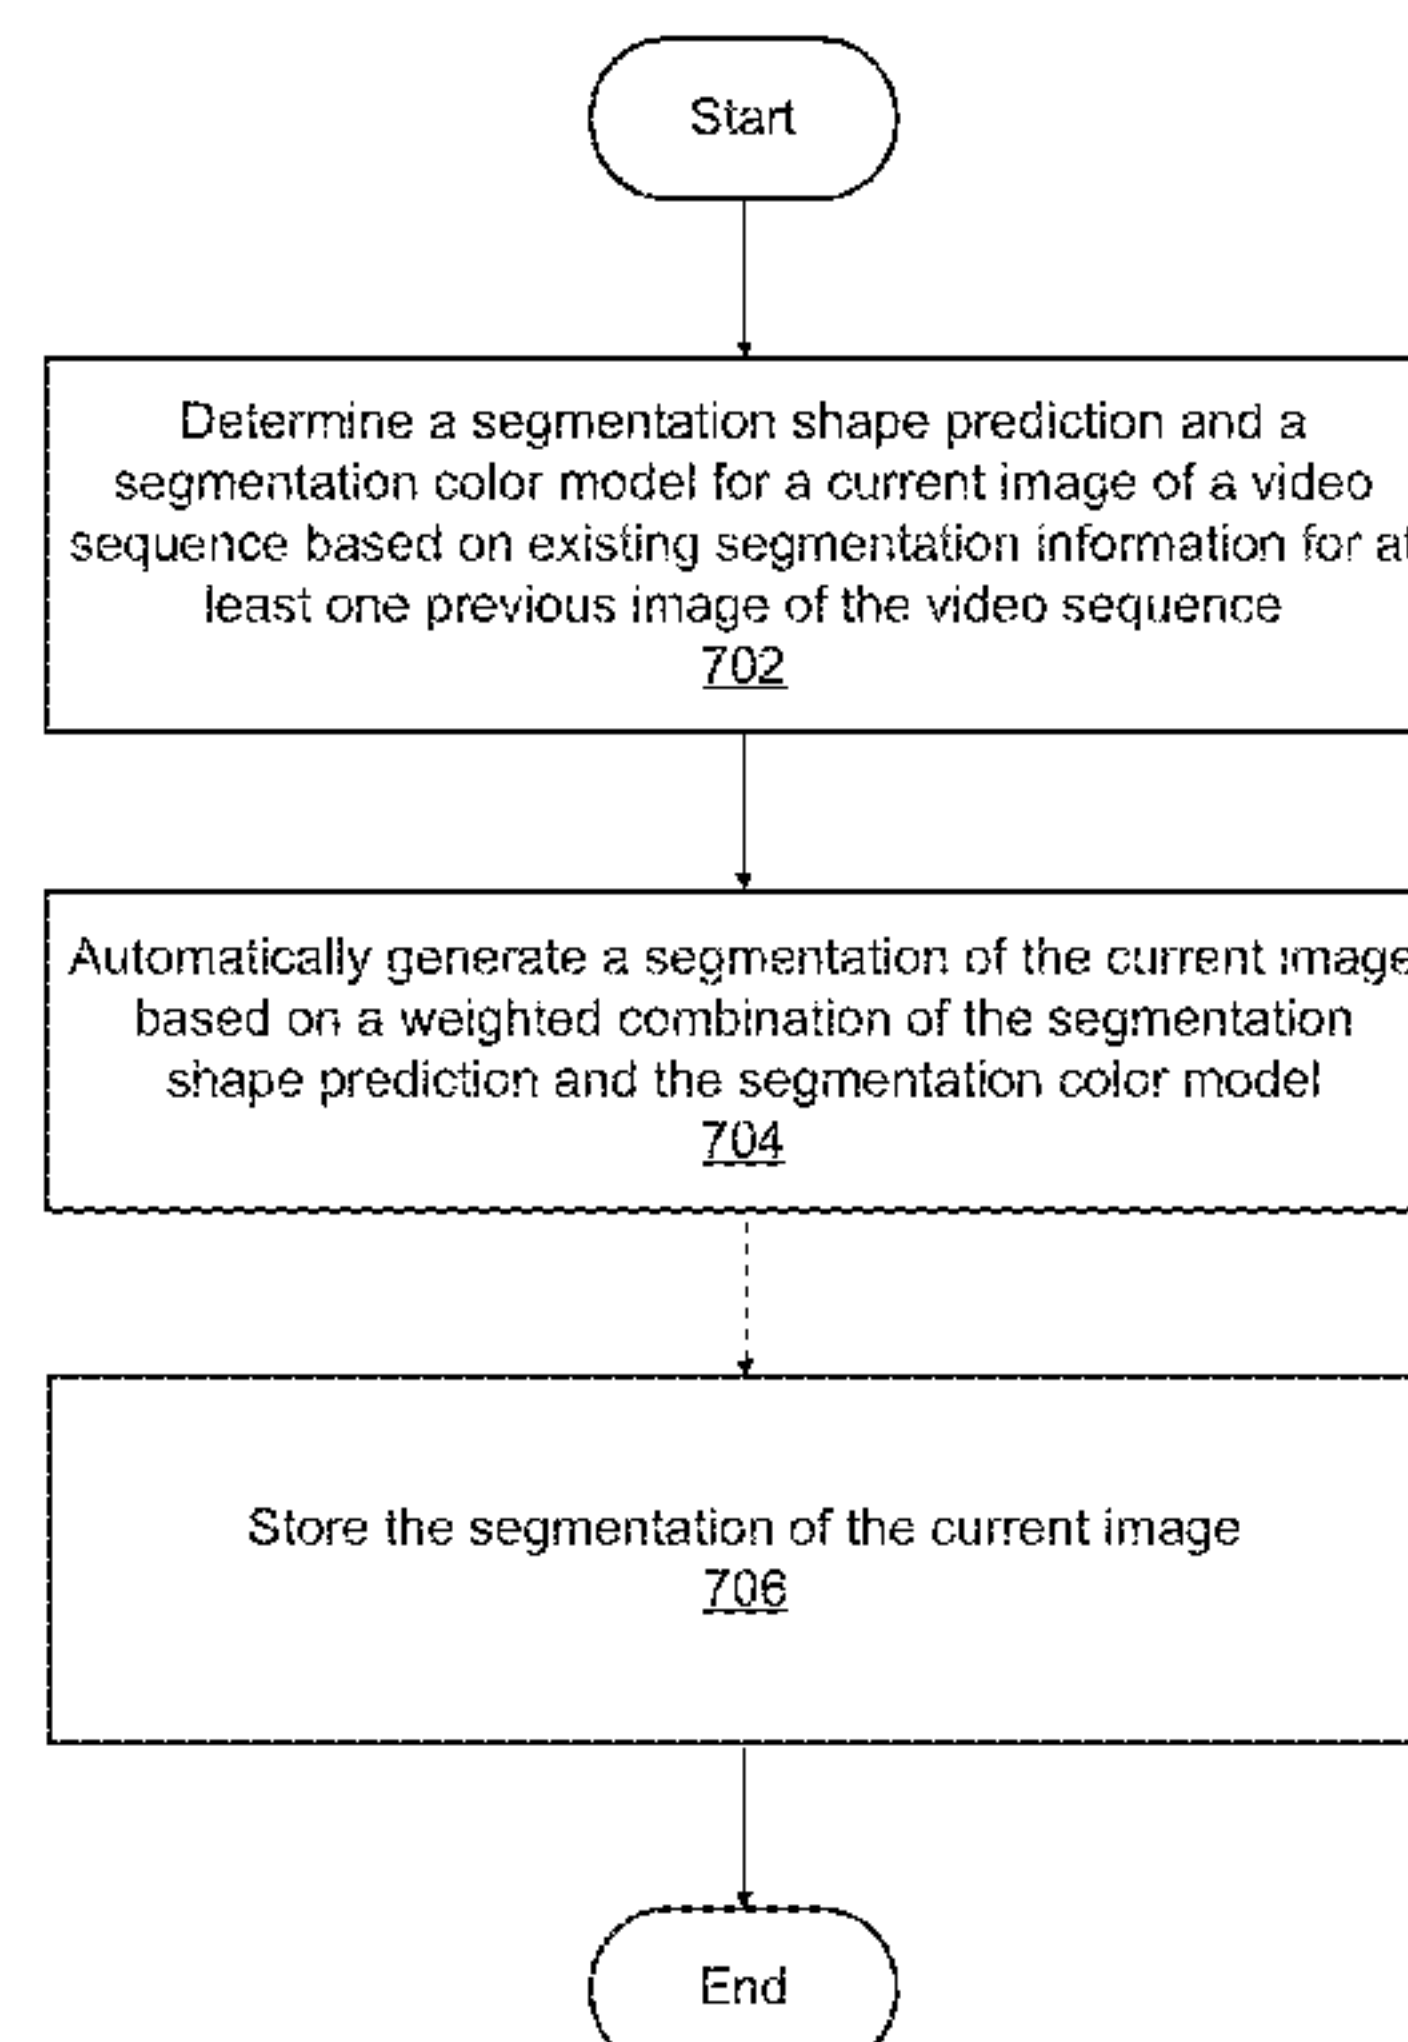 Start
Determine a segmentation shape prediction and a
segmentation color model for a current image of a video
sequence based on existing segmentation information for at
least one previous image of the video sequence
702
Automatically generate a segmentation of the current image
based on a weighted combination of the segmentation
shape prediction and the segmentation color model
704
Store the segmentation of the current image
706
End